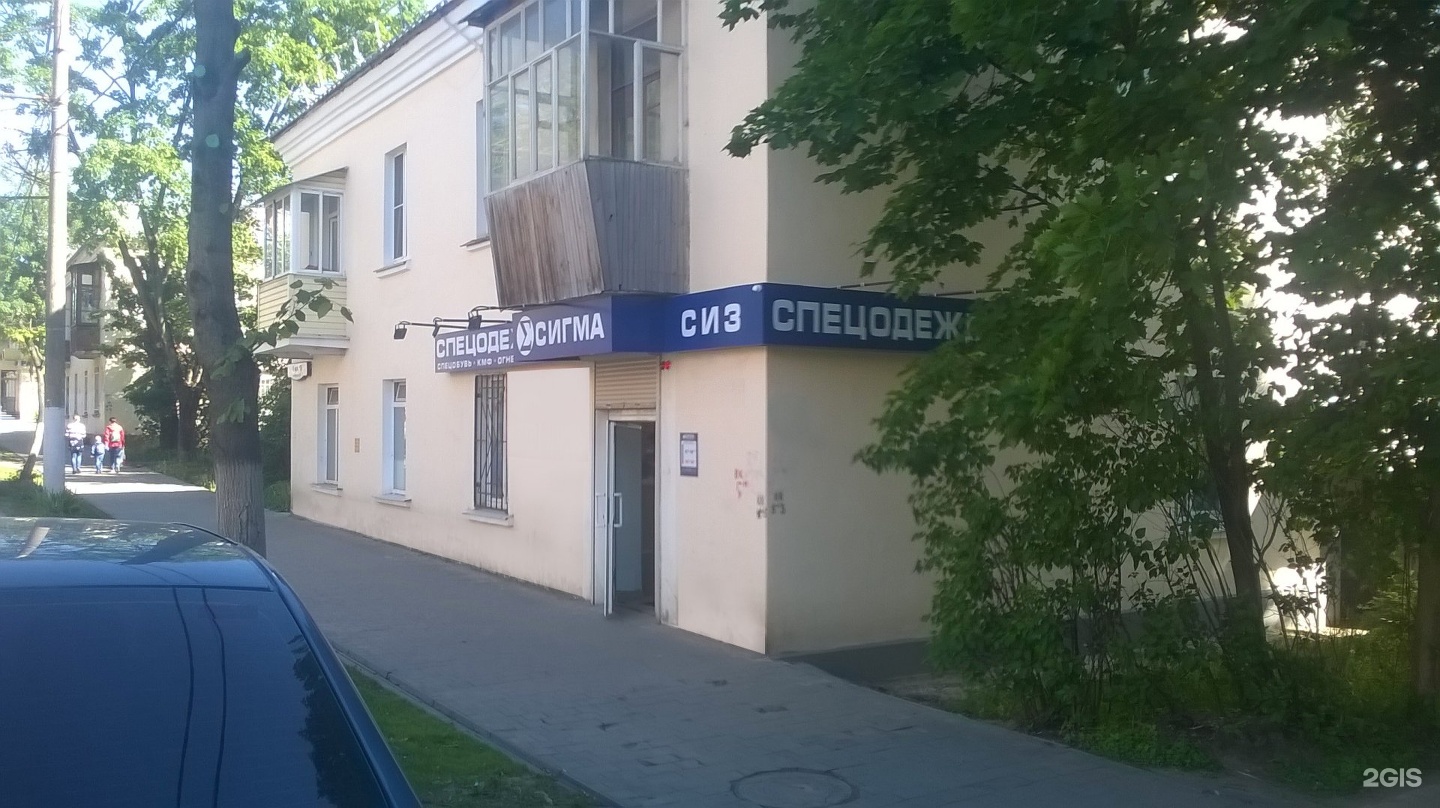 СПЕЦОДЕ
СПЕЦОБУВЬ · КМФ · ОГНЕ
СИГМА
СИЗ
СПЕЦОДЕЖ
2GIS